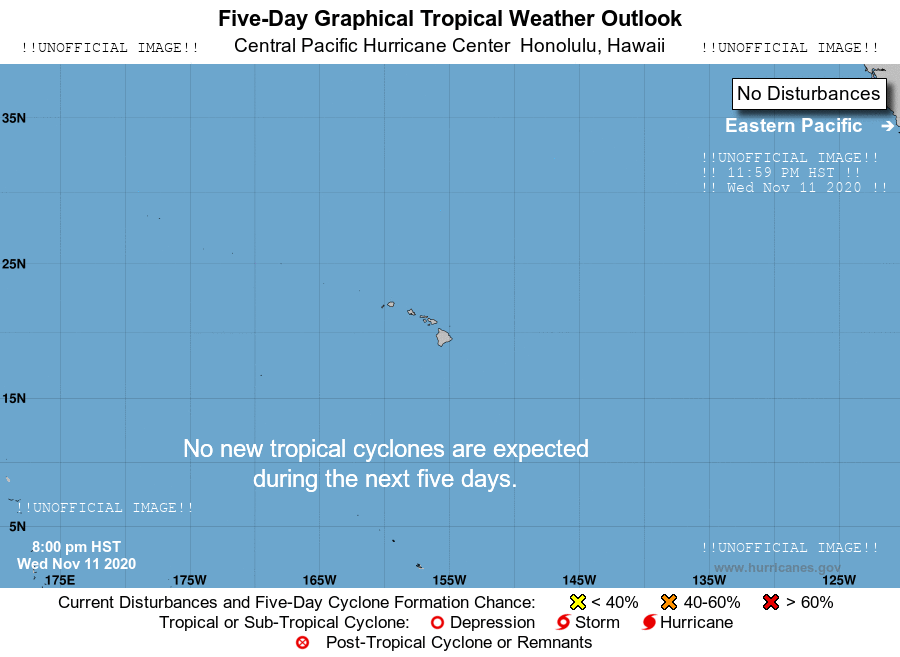 Five-Day Graphical Tropical Weather Outlook
!!UNOFFICIAL IMAGE!! Central Pacific Hurricane Center Honolulu, Hawaii !!UNOFFICIAL IMAGE!!
No Disturbances
35N
Eastern Pacific →
!!UNOFFICIAL IMAGE!!
!! 11:59 PM HST !!
!! Wed Nov 11 2020 !!
25N
15N
No new tropical cyclones are expected
during the next five days.
!!UNOFFICIAL IMAGE!!
5N
8:00 pm HST
Wed Nov 11 2020
!!UNOFFICIAL IMAGE!!
www.hurricanes.gov
175E 175W 165W 155W 145W 135W 125W
Current Disturbances and Five-Day Cyclone Formation Chance: < 40% 40-60% > 60%
Tropical or Sub-Tropical Cyclone: Depression Storm Hurricane
Post-Tropical Cyclone or Remnants